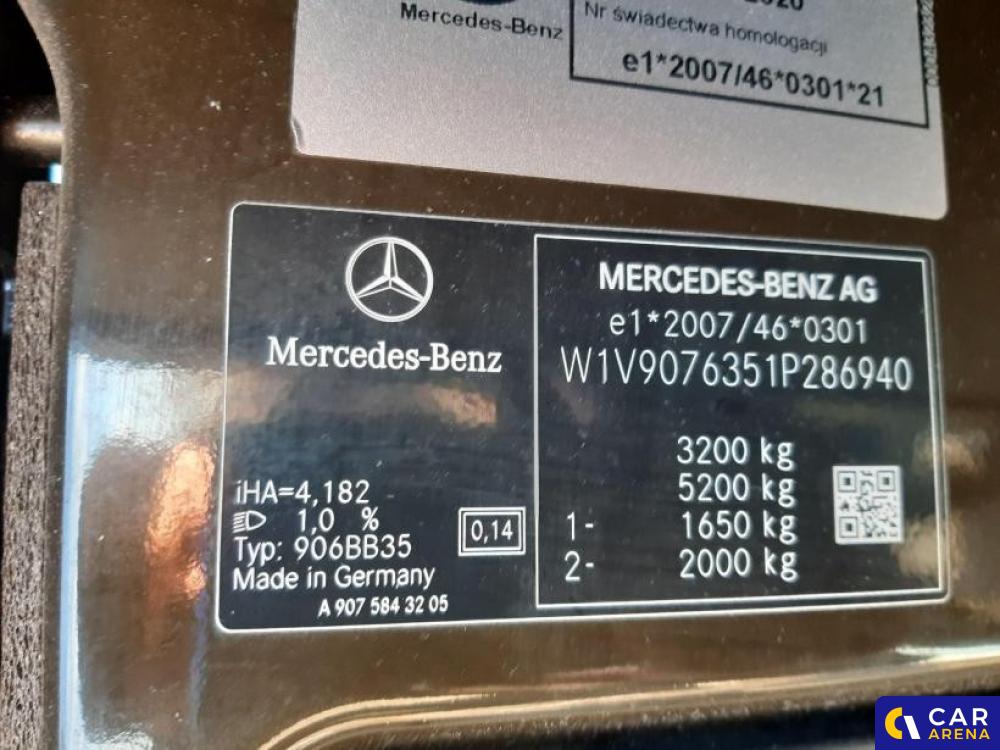 Mercedes-Benz
Nr świadectwa homologacji
e1*2007/46*0301*21
Mercedes-Benz
MERCEDES-BENZ AG
e1*2007/46*0301
W1V9076351P286940
3200 kg
5200 kg
1- 1650 kg
2- 2000 kg
iHA=4,182
1,0 %
0,14
Typ: 906BB35
Made in Germany
A 907 584 32 05
CAR
ARENA